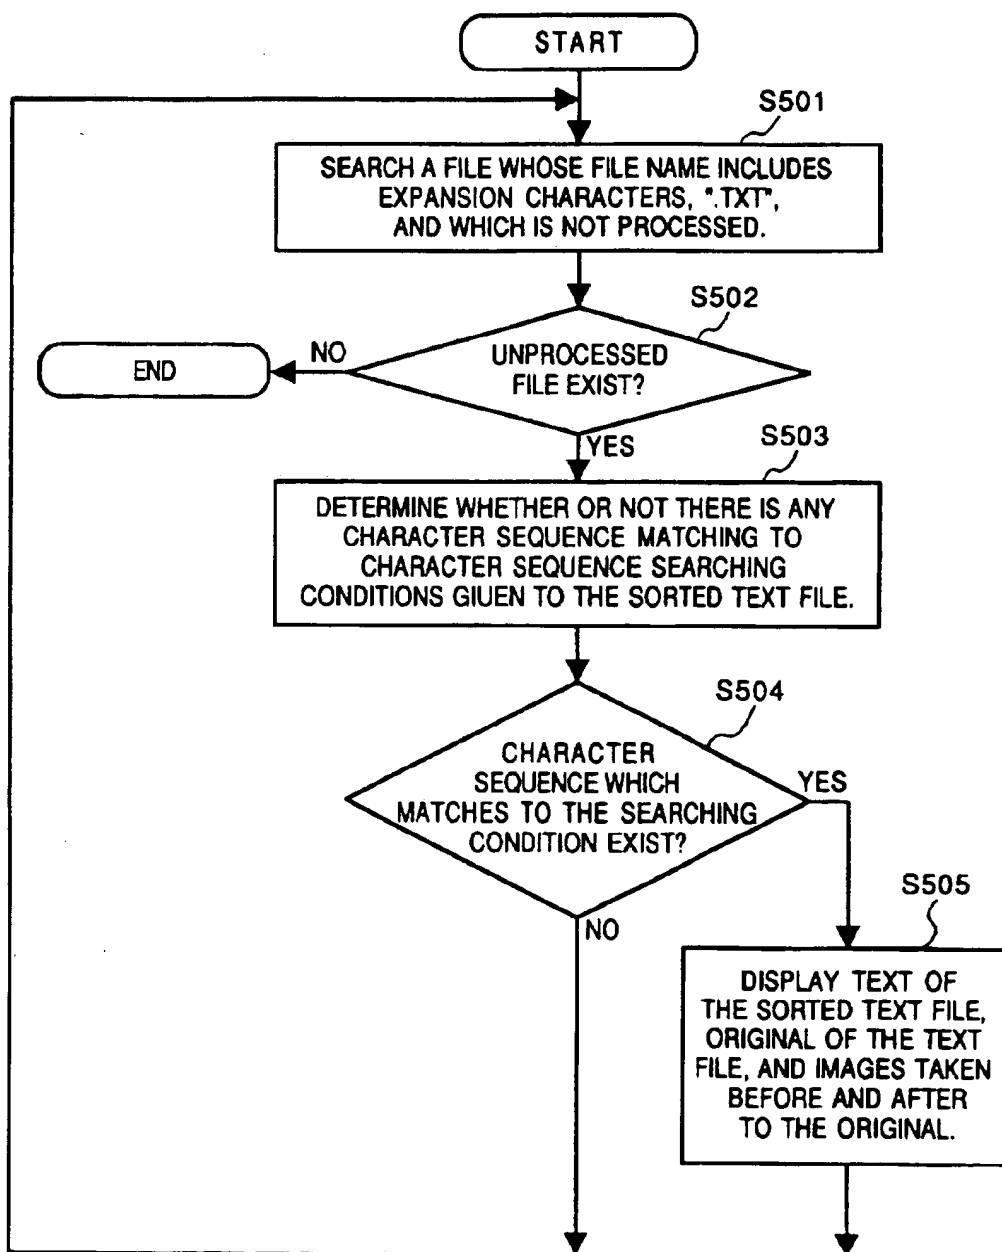 START
S501
SEARCH A FILE WHOSE FILE NAME INCLUDES
EXPANSION CHARACTERS, ".TXT",
AND WHICH IS NOT PROCESSED.
S502
UNPROCESSED
FILE EXIST?
NO
END
YES
S503
DETERMINE WHETHER OR NOT THERE IS ANY
CHARACTER SEQUENCE MATCHING TO
CHARACTER SEQUENCE SEARCHING
CONDITIONS GIUEN TO THE SORTED TEXT FILE.
S504
CHARACTER
SEQUENCE WHICH
MATCHES TO THE SEARCHING
CONDITION EXIST?
YES
NO
S505
DISPLAY TEXT OF
THE SORTED TEXT FILE,
ORIGINAL OF THE TEXT
FILE, AND IMAGES TAKEN
BEFORE AND AFTER
TO THE ORIGINAL.